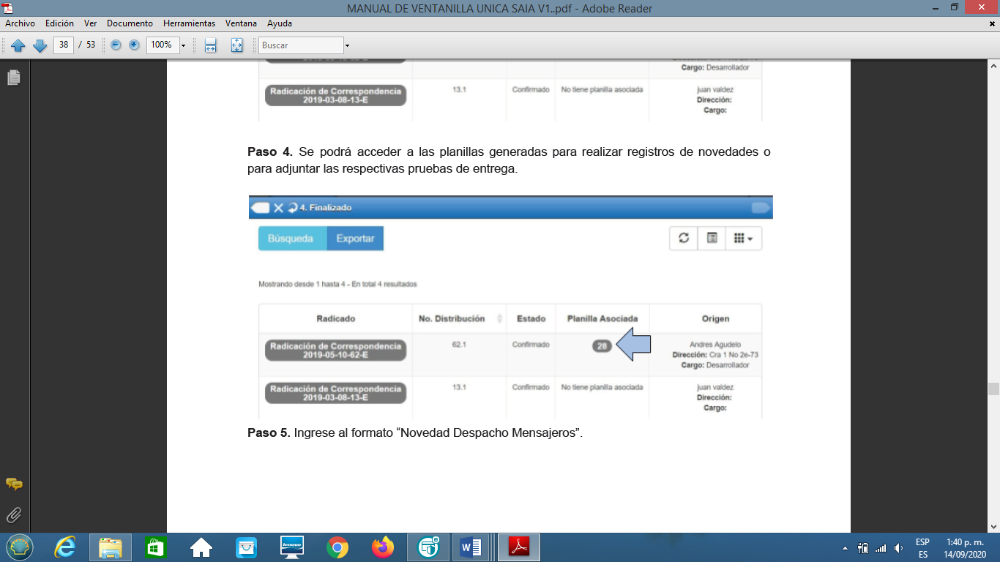 MANUAL DE VENTANILLA UNICA SAIA V1..pdf - Adobe Reader
Archivo Edición Ver Documento Herramientas Ventana Ayuda
38 / 53 100% Buscar
Cargo: Desarrollador
Radicación de Correspondencia
2019-03-08-13-E
13.1
Confirmado
No tiene planilla asociada
juan valdez
Dirección:
Cargo:
Paso 4. Se podrá acceder a las planillas generadas para realizar registros de novedades o
para adjuntar las respectivas pruebas de entrega.
4. Finalizado
Búsqueda Exportar
Mostrando desde 1 hasta 4 - En total 4 resultados
Radicado No. Distribución Estado Planilla Asociada Origen
Radicación de Correspondencia
2019-05-10-62-E
62.1
Confirmado
28
Andres Agudelo
Dirección: Cra 1 No 2e-73
Cargo: Desarrollador
Radicación de Correspondencia
2019-03-08-13-E
13.1
Confirmado
No tiene planilla asociada
juan valdez
Dirección:
Cargo:
Paso 5. Ingrese al formato “Novedad Despacho Mensajeros”.
lenovo
8
W
ESP
ES
1:40 p. m.
14/09/2020